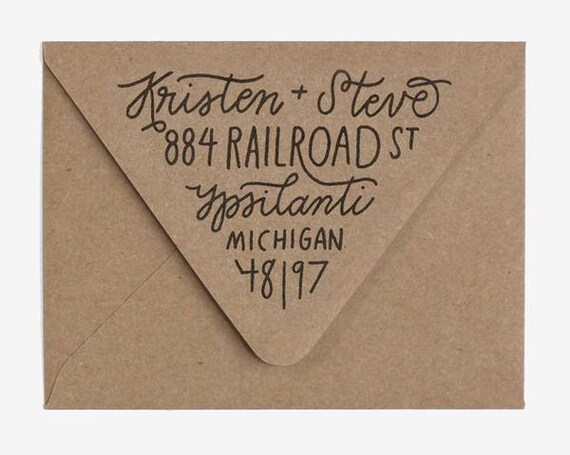 Kristen + Steve
884 RAILROAD ST
Ypsilanti
MICHIGAN
48197